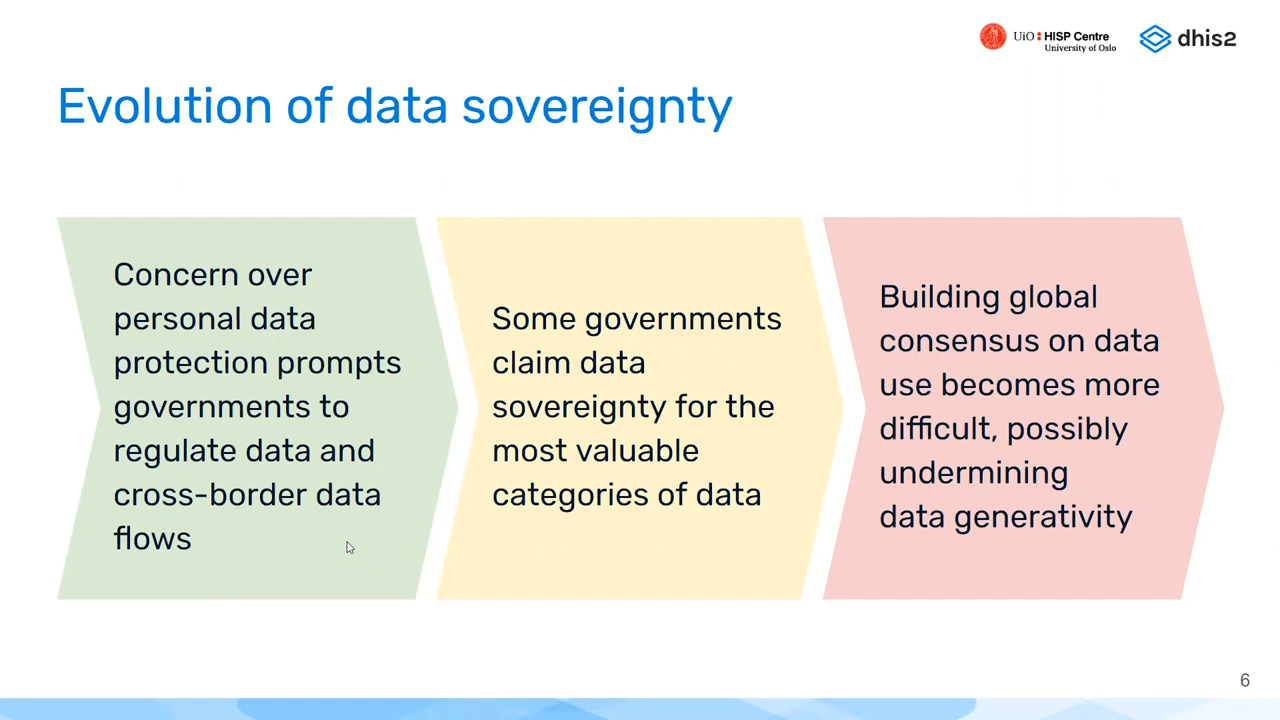 UiO HISP Centre
University of Oslo
dhis2
Evolution of data sovereignty
Concern over
personal data
protection prompts
governments to
regulate data and
cross-border data
flows
Some governments
claim data
sovereignty for the
most valuable
categories of data
Building global
consensus on data
use becomes more
difficult, possibly
undermining
data generativity
6